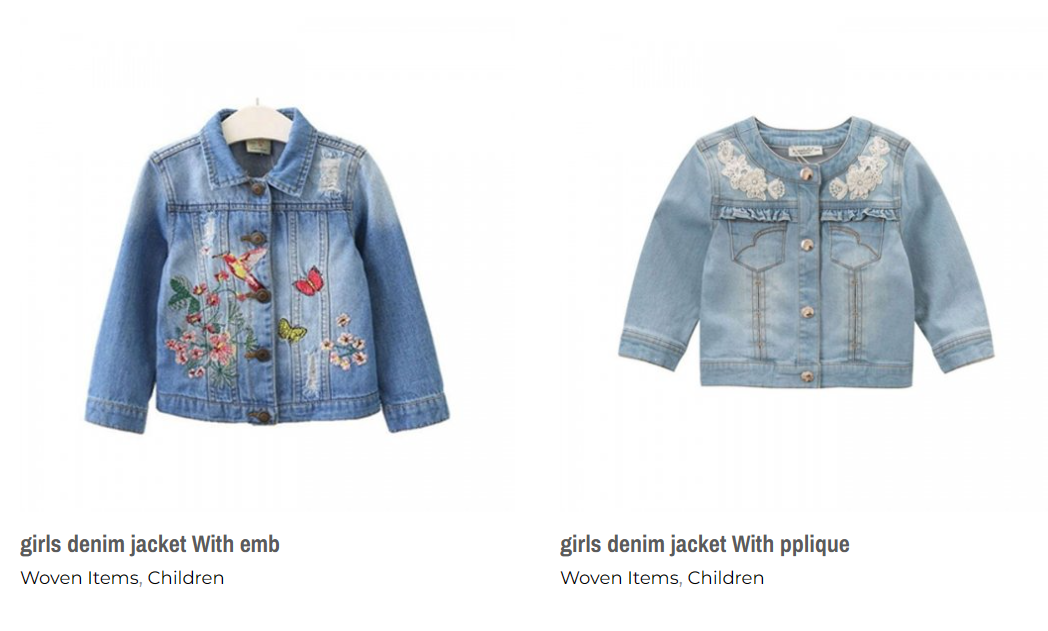 girls denim jacket With emb
Woven Items, Children
girls denim jacket With pplique
Woven Items, Children